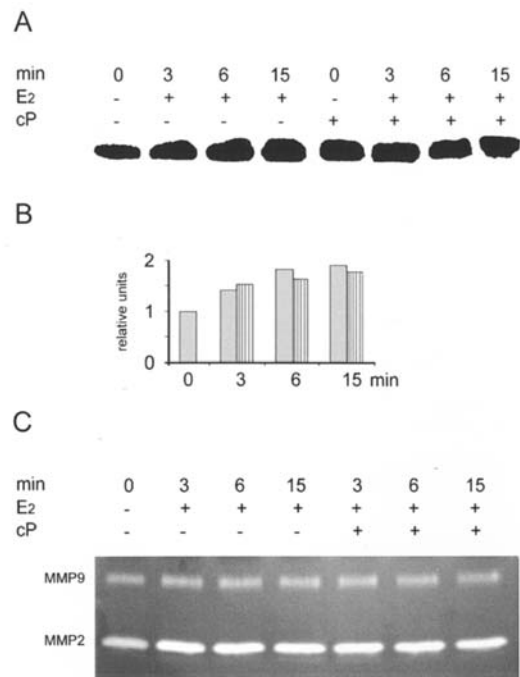 A
min 0 3 6 15 0 3 6 15
E2 - + + + - + + +
cP - - - - + + + +
B
relative units
2
1
0
0 3 6 15 min
C
min 0 3 6 15 3 6 15
E2 - + + + + + +
cP - - - - + + +
MMP9
MMP2